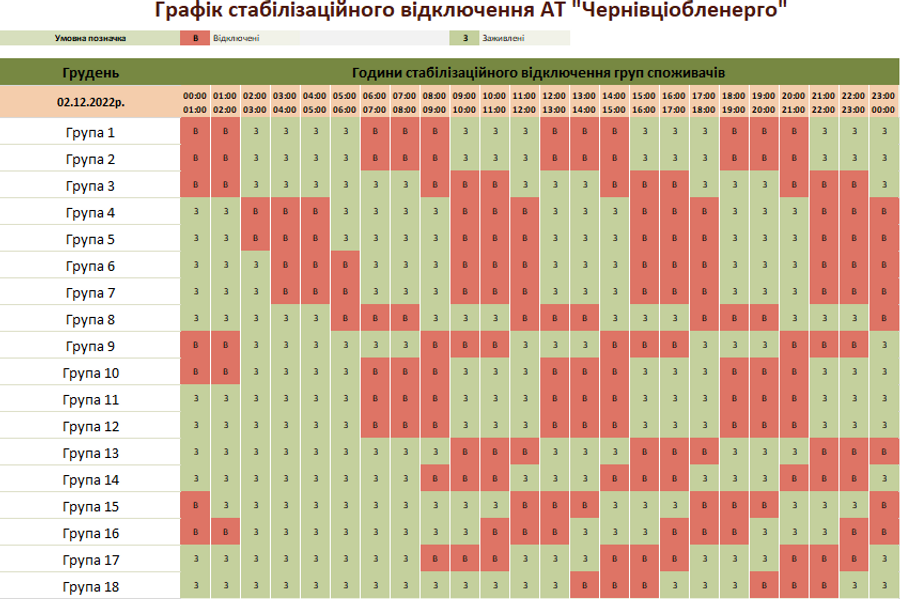 Графік стабілізаційного відключення АТ "Чернівціобленерго"
Умовна позначка В Відключені З Заживлені
Грудень Години стабілізаційного відключення груп споживачів
02.12.2022р.
00:00 01:00 02:00 03:00 04:00 05:00 06:00 07:00 08:00 09:00 10:00 11:00 12:00 13:00 14:00 15:00 16:00 17:00 18:00 19:00 20:00 21:00 22:00 23:00
01:00 02:00 03:00 04:00 05:00 06:00 07:00 08:00 09:00 10:00 11:00 12:00 13:00 14:00 15:00 16:00 17:00 18:00 19:00 20:00 21:00 22:00 23:00 00:00
Група 1 В В З З З З В В В З З З В В В З З З В В В З З З
Група 2 В В З З З З В В В З З З В В В З З З В В В З З З
Група 3 В В З З З З З З В В В З З З В В В З З З В В В З
Група 4 З З В В В З З З З В В В З З З В В В З З З В В В
Група 5 З З В В В З З З З В В В З З З В В В З З З В В В
Група 6 З З З В В В З З З В В В З З З В В В З З З В В В
Група 7 З З З В В В З З З В В В З З З В В В З З З В В В
Група 8 З З З З З В В В З З З В В В З З З В В В З З З В
Група 9 В В З З З З З З В В В З З З В В В З З З В В В З
Група 10 В В З З З З В В В З З З В В В З З З В В В З З З
Група 11 З З З З З З В В В З З З В В В З З З В В В З З З
Група 12 З З З З З З В В В З З З В В В З З З В В В З З З
Група 13 З З З З З З З З З В В В З З З В В В З З З В В В
Група 14 З З З З З З З З В В В З З З В В В З З З В В В З
Група 15 В З З З З З З З З З З В В В З З З В В В З З З В
Група 16 В В З З З З З З З З В В В З З З В В В З З З В В
Група 17 З З З З З З З З В В В З З З В В В З З З В В В З
Група 18 З З З З З З З З З З З З З В В В З З З В В В З З